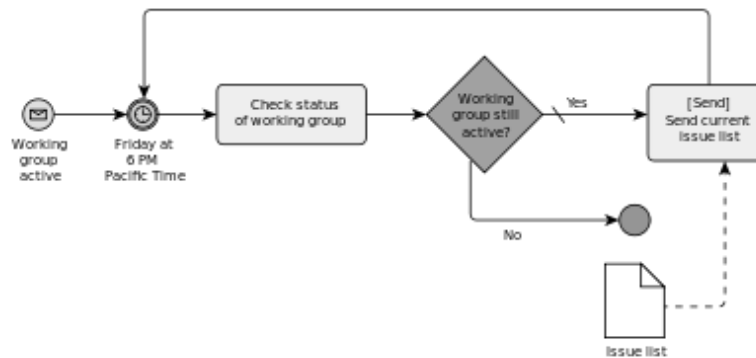 Working
group
active
Friday at
6 PM
Pacific Time
Check status
of working group
Working
group still
active?
Yes
No
[Send]
Send current
issue list
Issue list